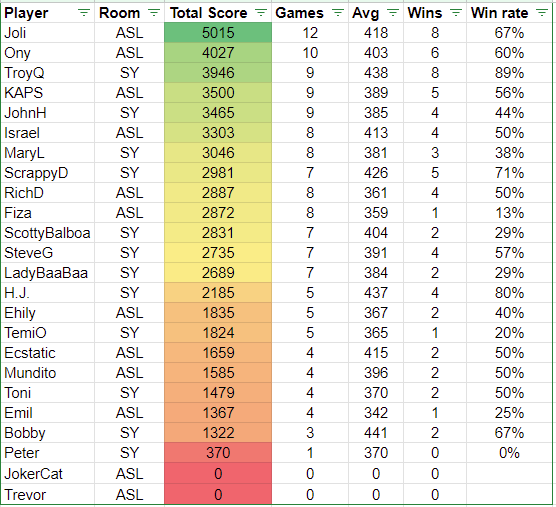 Player Room Total Score Games Avg Wins Win rate
Joli ASL 5015 12 418 8 67%
Ony ASL 4027 10 403 6 60%
TroyQ SY 3946 9 438 8 89%
KAPS ASL 3500 9 389 5 56%
JohnH SY 3465 9 385 4 44%
Israel ASL 3303 8 413 4 50%
MaryL SY 3046 8 381 3 38%
ScrappyD SY 2981 7 426 5 71%
RichD ASL 2887 8 361 4 50%
Fiza ASL 2872 8 359 1 13%
ScottyBalboa SY 2831 7 404 2 29%
SteveG SY 2735 7 391 4 57%
LadyBaaBaa SY 2689 7 384 2 29%
H.J. SY 2185 5 437 4 80%
Ehily ASL 1835 5 367 2 40%
TemiO SY 1824 5 365 1 20%
Ecstatic ASL 1659 4 415 2 50%
Mundito ASL 1585 4 396 2 50%
Toni SY 1479 4 370 2 50%
Emil ASL 1367 4 342 1 25%
Bobby SY 1322 3 441 2 67%
Peter SY 370 1 370 0 0%
JokerCat ASL 0 0 0 0
Trevor ASL 0 0 0 0